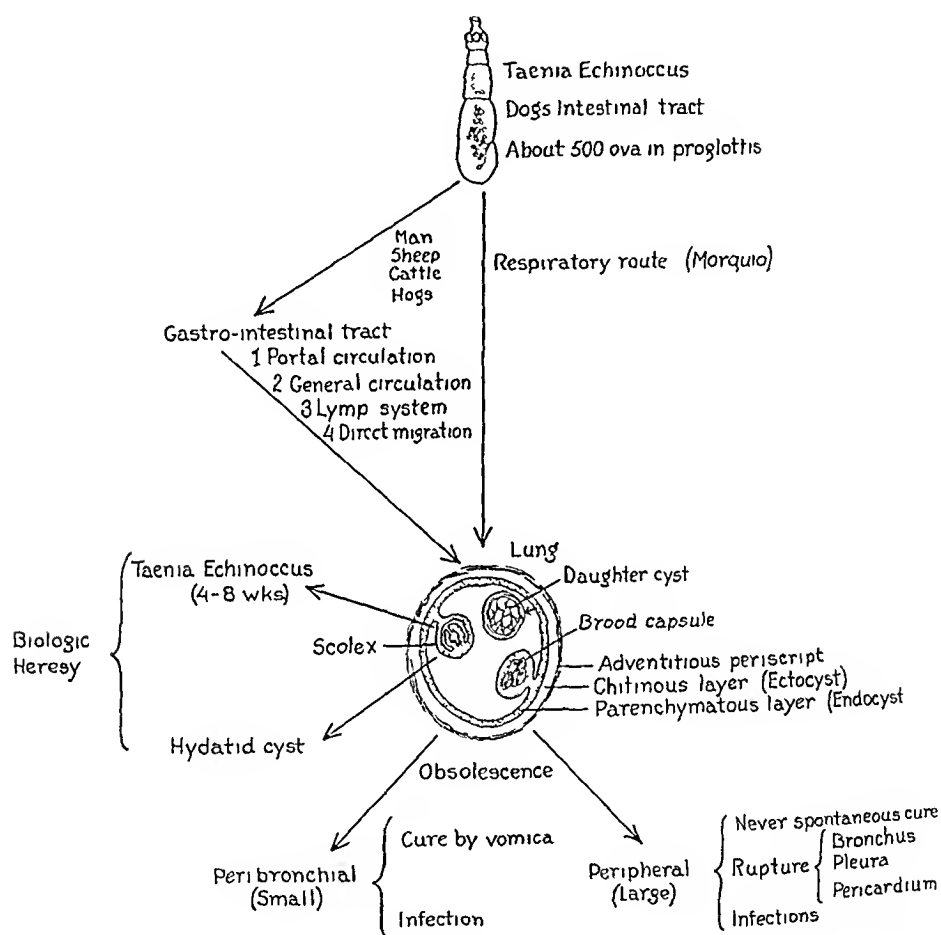 Taenia Echinoccus
Dogs Intestinal tract
About 500 ova in proglottis
Man
Sheep
Cattle
Hogs
Respiratory route (Morquio)
Gastro-intestinal tract
1 Portal circulation
2 General circulation
3 Lymp system
4 Direct migration
Lung
Taenia Echinoccus
(4-8 wks)
Daughter cyst
Brood capsule
Biologic
Heresy
Scolex
Adventitious periscript
Chitinous layer (Ectocyst)
Parenchymatous layer (Endocyst
Hydatid cyst
Obsolescence
Peribronchial
(Small)
Cure by vomica
Infection
Peripheral
(Large)
Never spontaneous cure
Rupture
Bronchus
Pleura
Pericardium
Infections